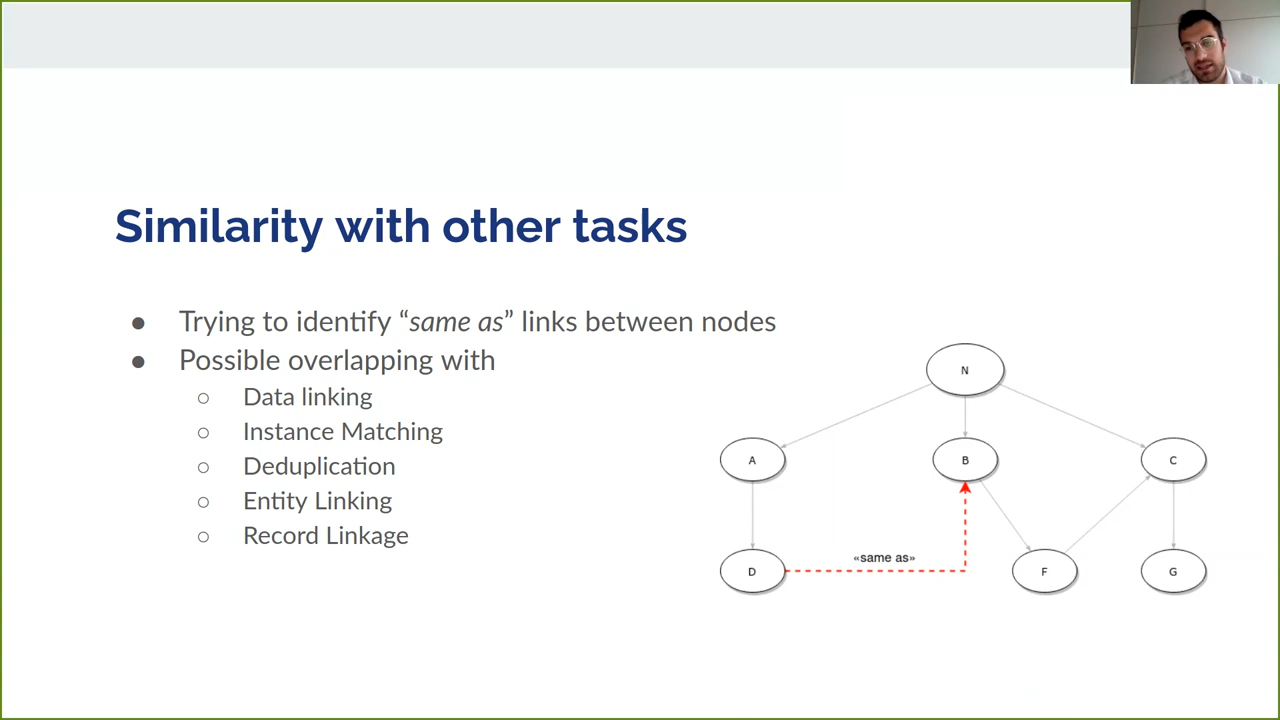 Similarity with other tasks
● Trying to identify “same as” links between nodes
● Possible overlapping with
○ Data linking
○ Instance Matching
○ Deduplication
○ Entity Linking
○ Record Linkage
N
A
B
C
«same as»
D
F
G